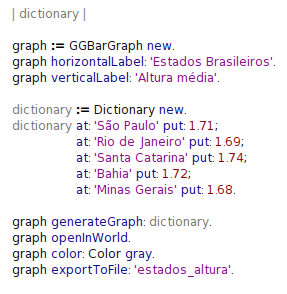 | dictionary |
graph := GGBarGraph new.
graph horizontalLabel: 'Estados Brasileiros'.
graph verticalLabel: 'Altura média'.
dictionary := Dictionary new.
dictionary at: 'São Paulo' put: 1.71;
at: 'Rio de Janeiro' put: 1.69;
at: 'Santa Catarina' put: 1.74;
at: 'Bahia' put: 1.72;
at: 'Minas Gerais' put: 1.68.
graph generateGraph: dictionary.
graph openInWorld.
graph color: Color gray.
graph exportToFile: 'estados_altura'.